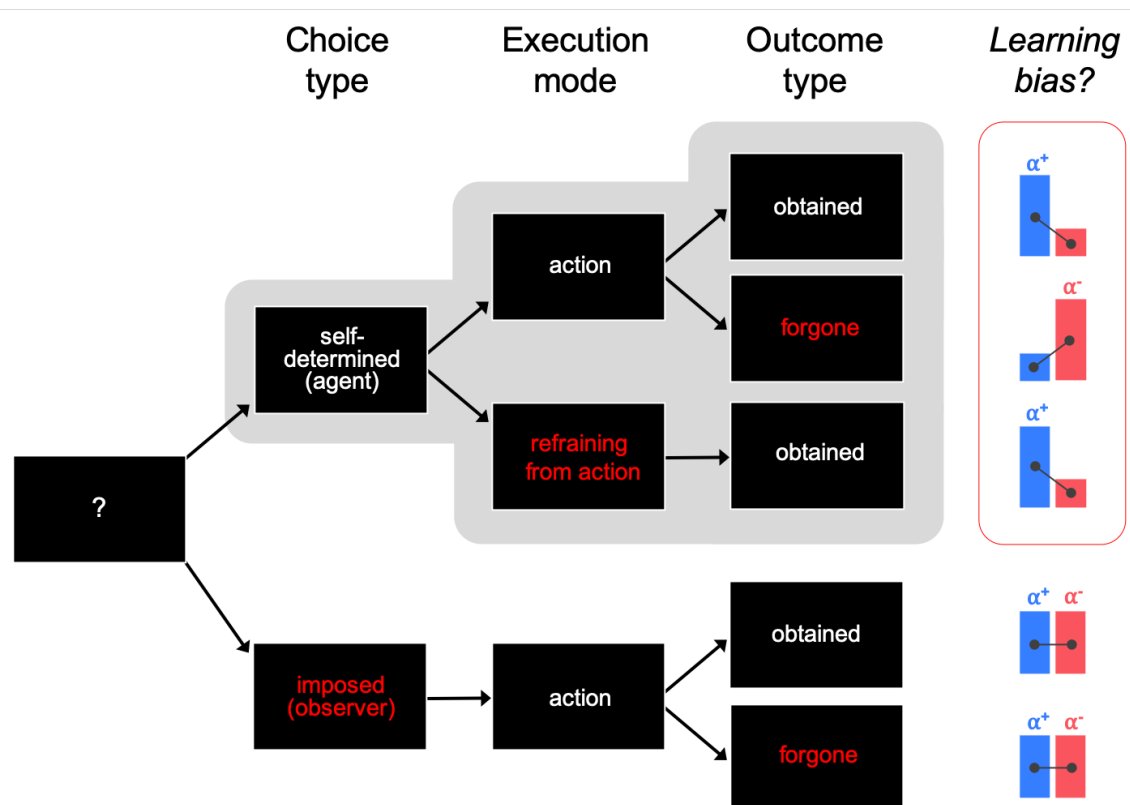 Choice
type
Execution
mode
Outcome
type
Learning
bias?
α⁺
obtained
action
α⁻
forgone
self-
determined
(agent)
α⁺
refraining
from action
obtained
?
α⁺ α⁻
obtained
imposed
(observer)
action
α⁺ α⁻
forgone